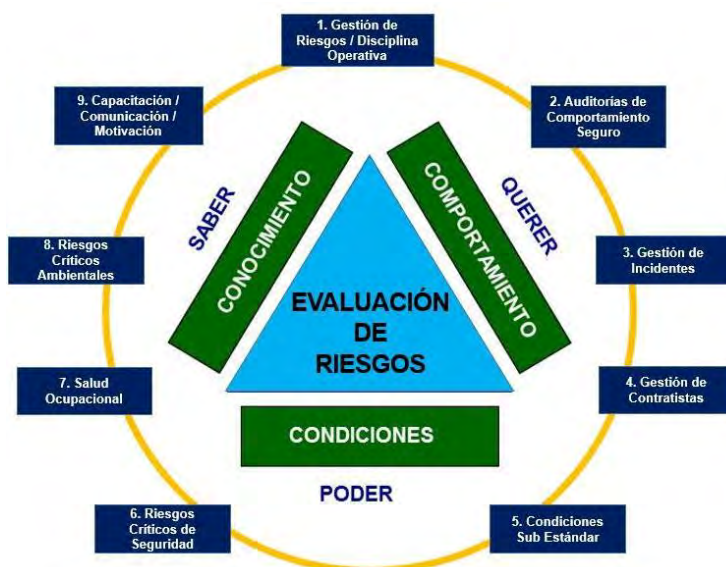 1. Gestión de
Riesgos / Disciplina
Operativa
2. Auditorías de
Comportamiento
Seguro
3. Gestión de
Incidentes
4. Gestión de
Contratistas
5. Condiciones
Sub Estándar
6. Riesgos
Críticos de
Seguridad
7. Salud
Ocupacional
8. Riesgos
Críticos
Ambientales
9. Capacitación /
Comunicación /
Motivación
SABER
CONOCIMIENTO
QUERER
COMPORTAMIENTO
EVALUACIÓN
DE
RIESGOS
CONDICIONES
PODER